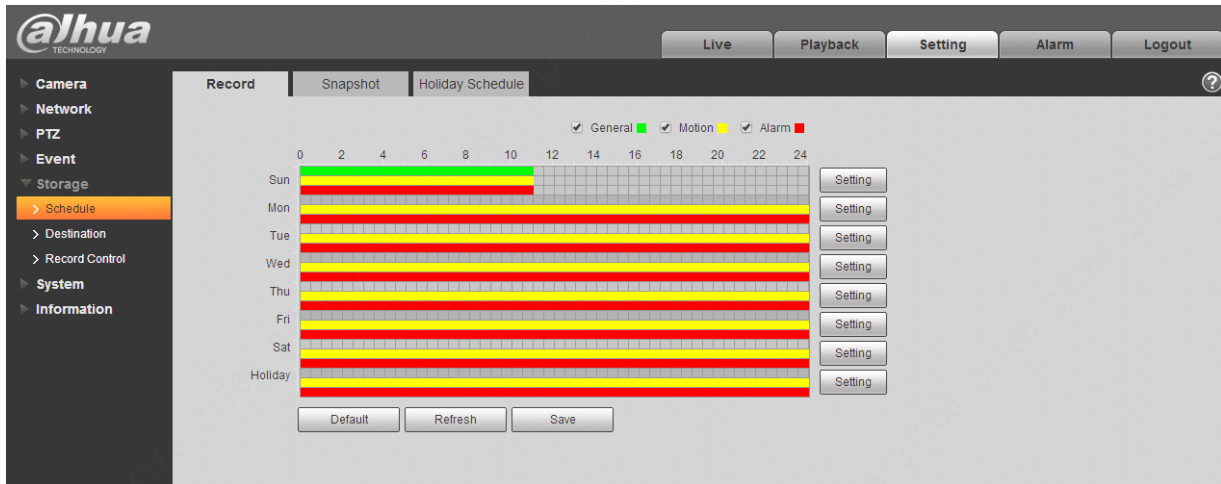 alhua
TECHNOLOGY
Live Playback Setting Alarm Logout
Camera
Network
PTZ
Event
Storage
> Schedule
> Destination
> Record Control
System
Information
Record Snapshot Holiday Schedule ?
General Motion Alarm
0 2 4 6 8 10 12 14 16 18 20 22 24
Sun Setting
Mon Setting
Tue Setting
Wed Setting
Thu Setting
Fri Setting
Sat Setting
Holiday Setting
Default Refresh Save